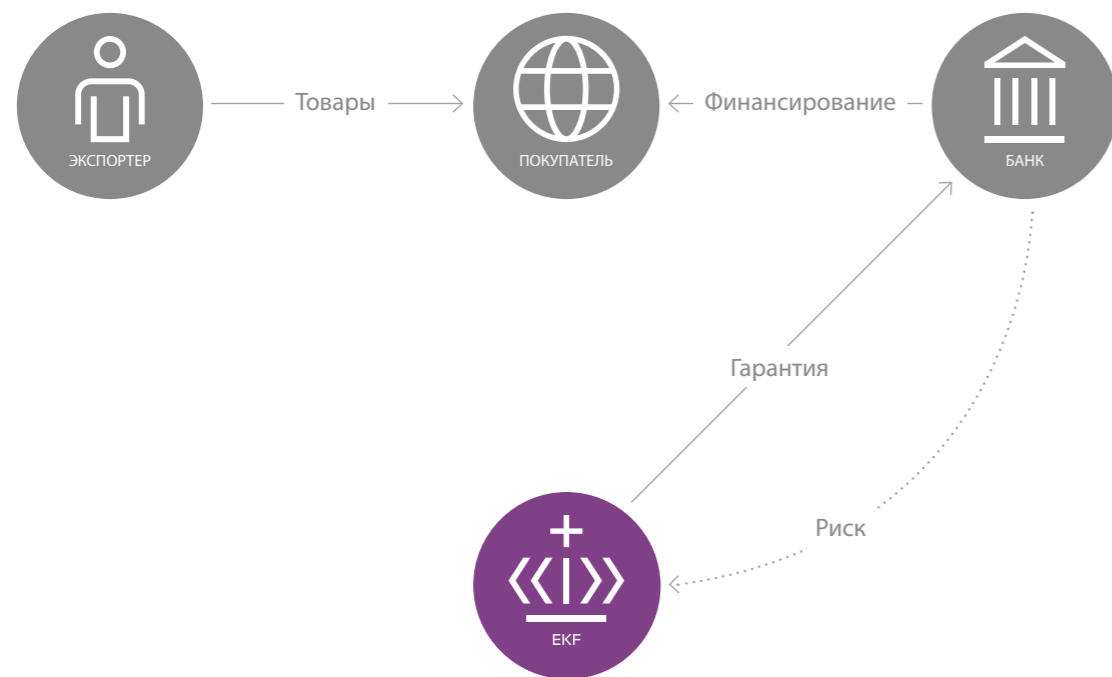 Товары
Финансирование
ЭКСПОРТЕР
ПОКУПАТЕЛЬ
БАНК
Гарантия
Риск
EKF